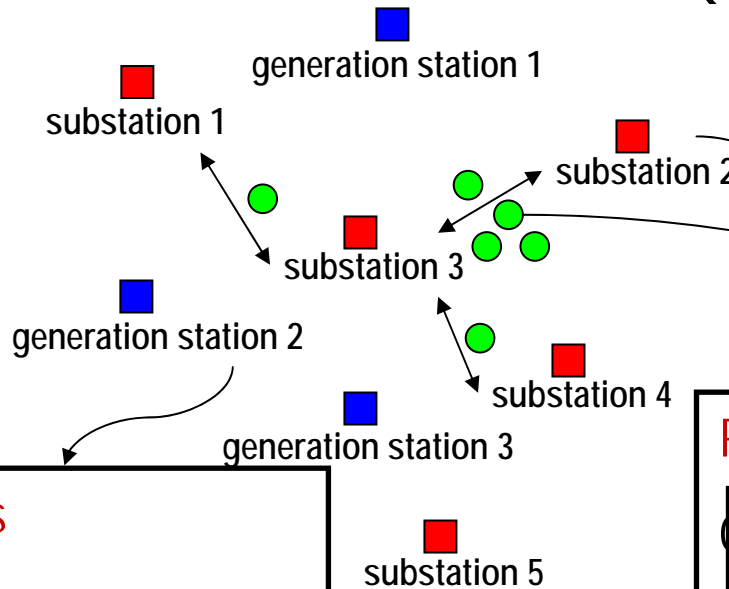 generation station 1
substation 1
substation 2
substation 3
generation station 2
substation 4
generation station 3
substation 5